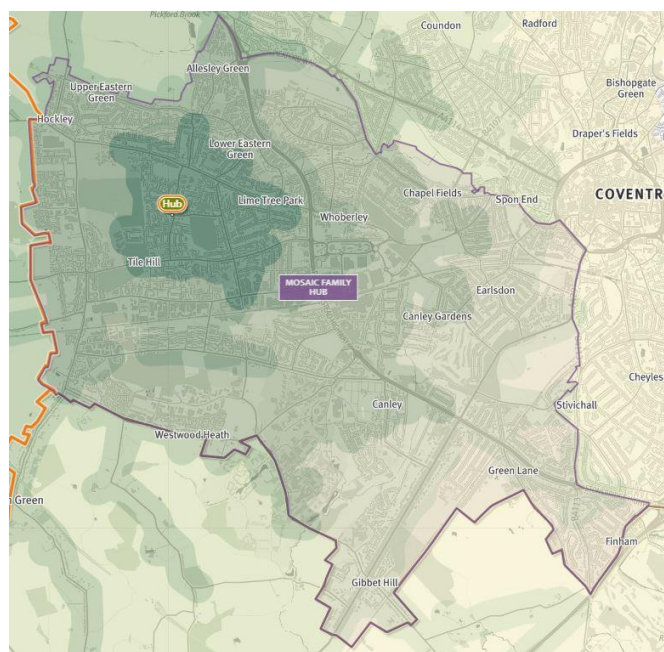 Pickford Brook
Coundon
Radford
Allesley Green
Upper Eastern
Green
Bishopgate
Green
Hockley
Lower Eastern
Green
Draper's Fields
Hub
Lime Tree Park
Chapel Fields
Spon End
COVENTR
Whoberley
Tile Hill
MOSAIC FAMILY
HUB
Earlsdon
Canley Gardens
Cheyles
Canley
Stivichall
Westwood Heath
Green Lane
n Green
Finham
Gibbet Hill